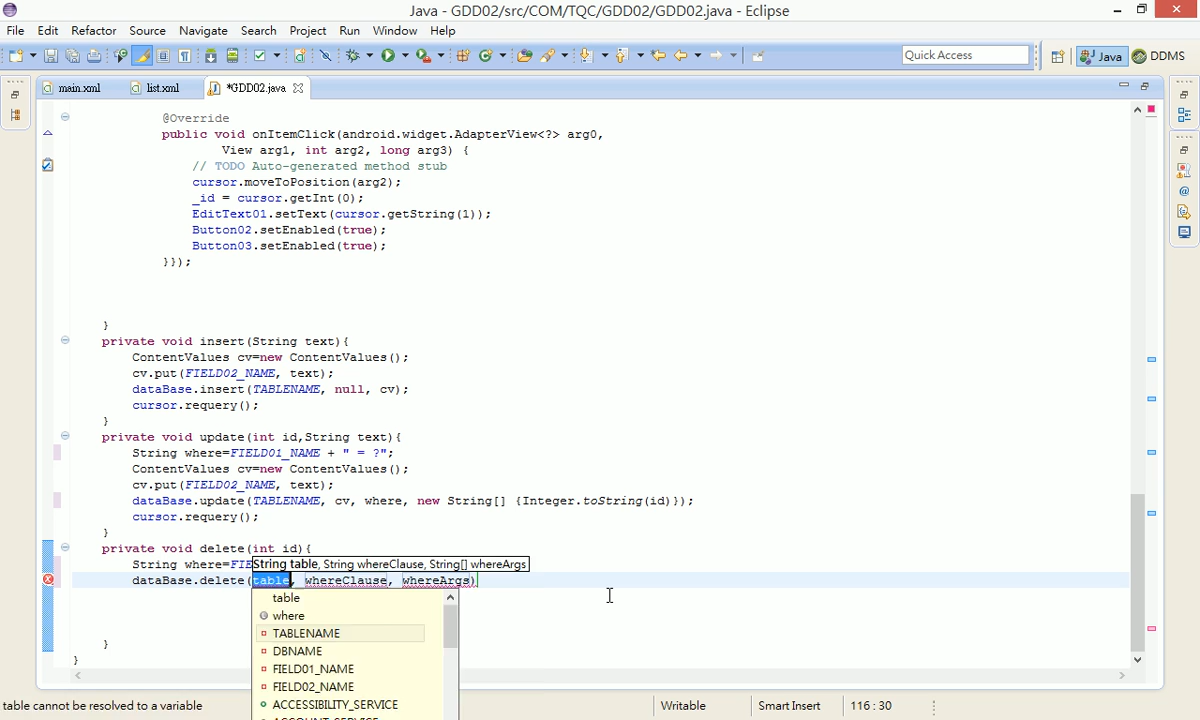 Java - GDD02/src/COM/TQC/GDD02/GDD02.java - Eclipse
File Edit Refactor Source Navigate Search Project Run Window Help
Quick Access
Java
DDMS
main.xml
list.xml
*GDD02.java
@Override
public void onItemClick(android.widget.AdapterView<?> arg0,
View arg1, int arg2, long arg3) {
// TODO Auto-generated method stub
cursor.moveToPosition(arg2);
_id = cursor.getInt(0);
EditText01.setText(cursor.getString(1));
Button02.setEnabled(true);
Button03.setEnabled(true);
}});
}
private void insert(String text){
ContentValues cv=new ContentValues();
cv.put(FIELD02_NAME, text);
dataBase.insert(TABLENAME, null, cv);
cursor.requery();
}
private void update(int id,String text){
String where=FIELD01_NAME + " = ?";
ContentValues cv=new ContentValues();
cv.put(FIELD02_NAME, text);
dataBase.update(TABLENAME, cv, where, new String[] {Integer.toString(id)});
cursor.requery();
}
private void delete(int id){
String where=FIE
String table, String whereClause, String[] whereArgs
dataBase.delete(table, whereClause, whereArgs)
table
where
TABLENAME
DBNAME
FIELD01_NAME
FIELD02_NAME
ACCESSIBILITY_SERVICE
}
}
table cannot be resolved to a variable
Writable
Smart Insert
116 : 30